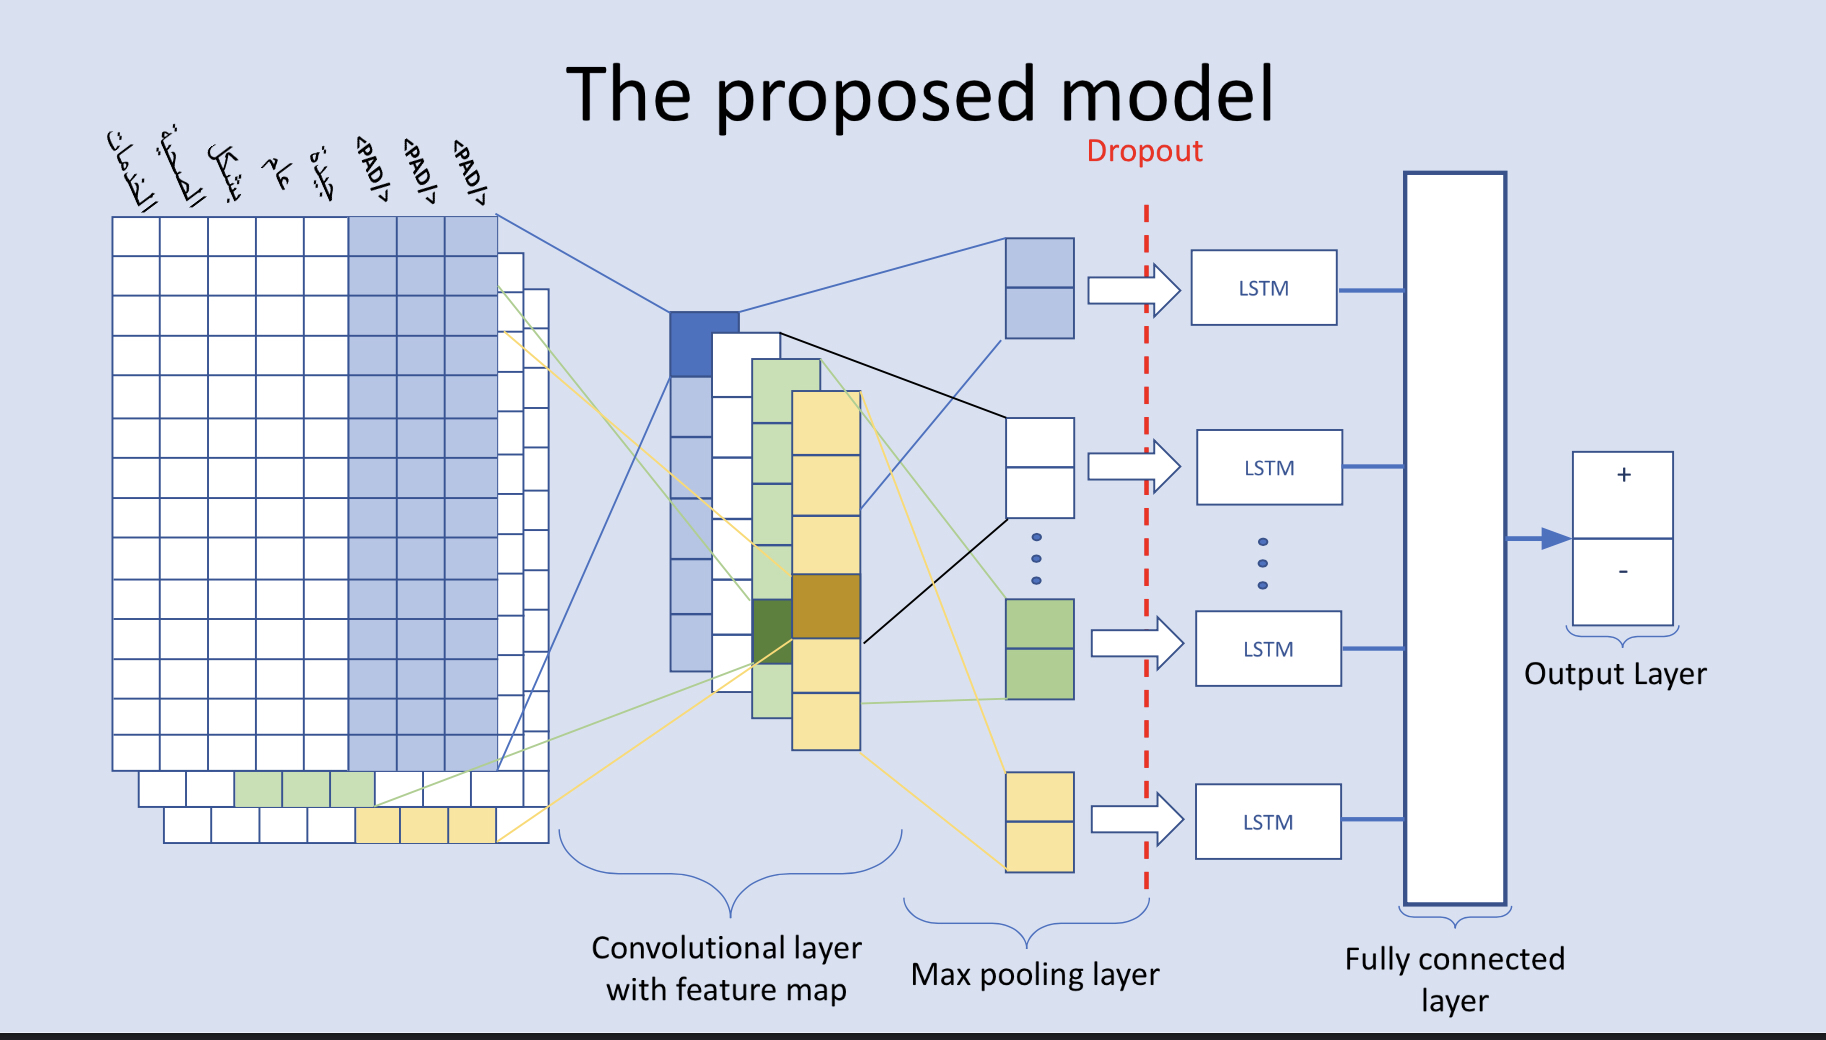 The proposed model
Dropout
الخدمات
الصحية
بشكل
عام
جيدة
<PAD/>
<PAD/>
<PAD/>
LSTM
LSTM
LSTM
LSTM
+
-
Output Layer
Convolutional layer
with feature map
Max pooling layer
Fully connected
layer